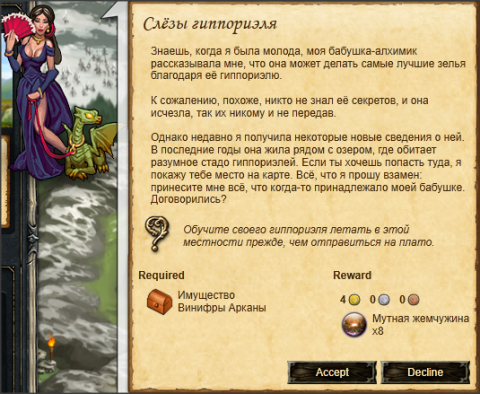 Слёзы гиппориэля
Знаешь, когда я была молода, моя бабушка-алхимик
рассказывала мне, что она может делать самые лучшие зелья
благодаря её гиппориэлю.
К сожалению, похоже, никто не знал её секретов, и она
исчезла, так их никому и не передав.
Однако недавно я получила некоторые новые сведения о ней.
В последние годы она жила рядом с озером, где обитает
разумное стадо гиппориэлей. Если ты хочешь попасть туда, я
покажу тебе место на карте. Всё, что я прошу взамен:
принесите мне всё, что когда-то принадлежало моей бабушке.
Договорились?
Обучите своего гиппориэля летать в этой
местности прежде, чем отправиться на плато.
Required
Имущество
Винифры Арканы
Reward
4 0 0
Мутная жемчужина
x8
Accept
Decline